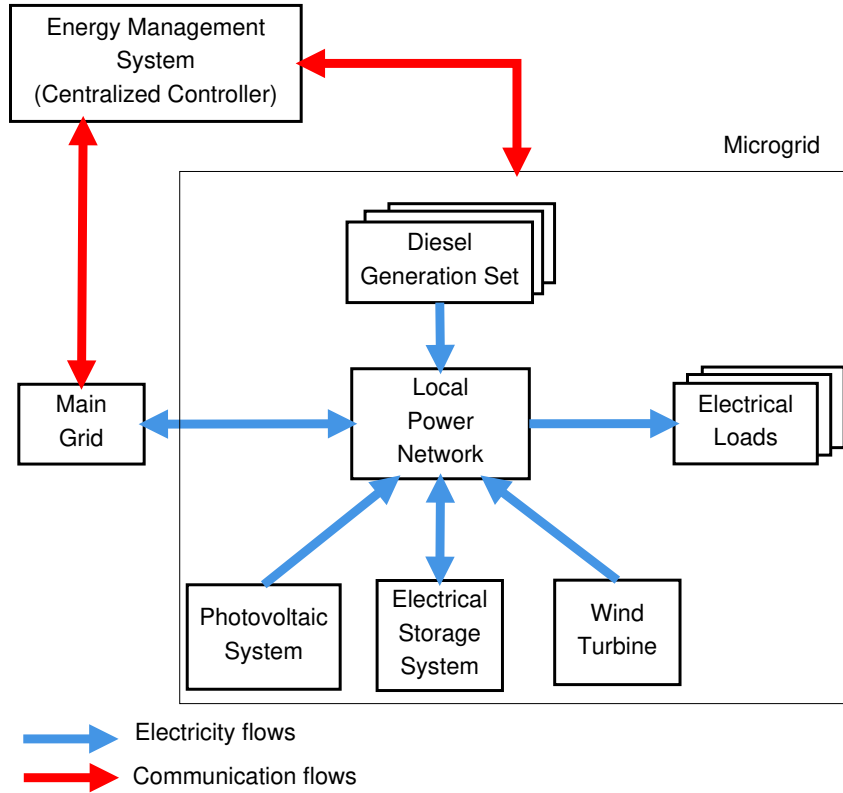 Energy Management
System
(Centralized Controller)
Microgrid
Diesel
Generation Set
Main
Grid
Local
Power
Network
Electrical
Loads
Photovoltaic
System
Electrical
Storage
System
Wind
Turbine
Electricity flows
Communication flows